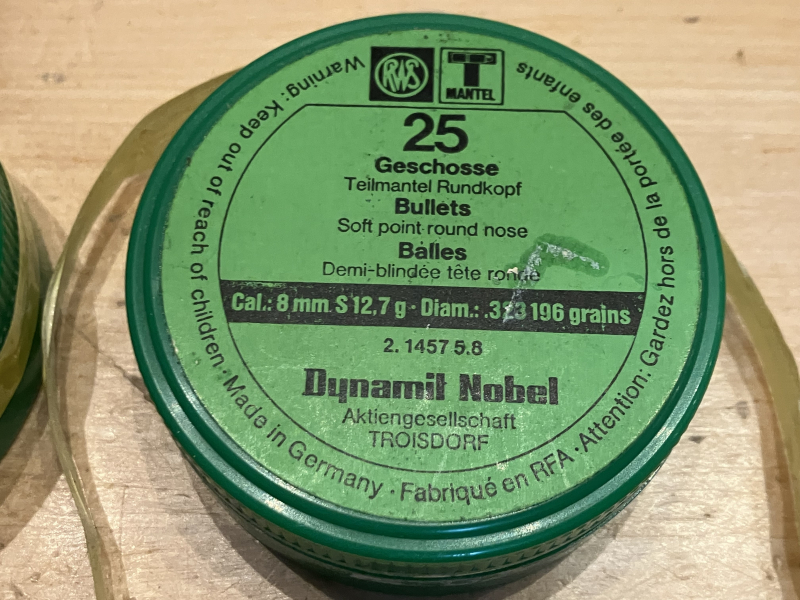 RWS
T
MANTEL
25
Geschosse
Teilmantel Rundkopf
Bullets
Soft point round nose
Balles
Demi-blindée tête ronde
Cal.: 8 mm S 12,7 g · Diam.: .323 196 grains
2. 1457 5.8
Dynamit Nobel
Aktiengesellschaft
TROISDORF
Warning: Keep out of reach of children · Made in Germany · Fabriqué en RFA · Attention: Gardez hors de la portée des enfants